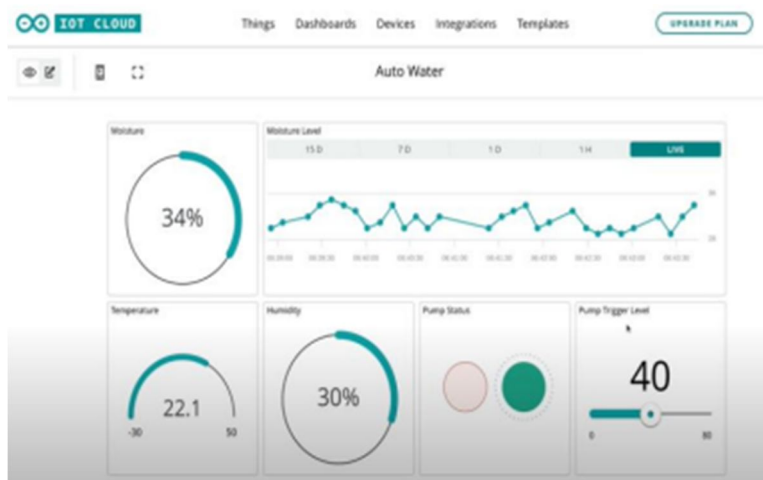 IOT CLOUD
Things Dashboards Devices Integrations Templates
UPGRADE PLAN
Auto Water
Moisture
34%
Moisture Level
15 D 7 D 1 D 1 H LIVE
Temperature
22.1
-30 50
Humidity
30%
Pump Status
Pump Trigger Level
40
0 80